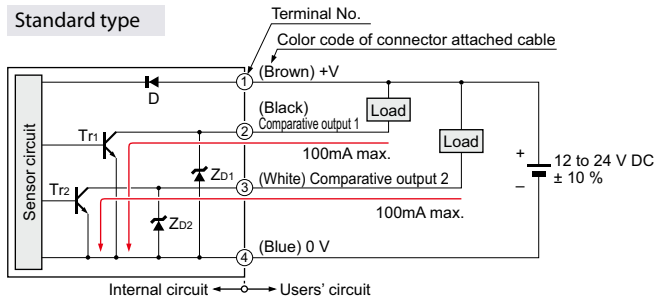 Standard type
Terminal No.
Color code of connector attached cable
① (Brown) +V
D
(Black)
② Comparative output 1
Load
Load
Tr1
100mA max.
Sensor circuit
ZD1
+
12 to 24 V DC
± 10 %
–
③ (White) Comparative output 2
Tr2
100mA max.
ZD2
④ (Blue) 0 V
Internal circuit
Users' circuit